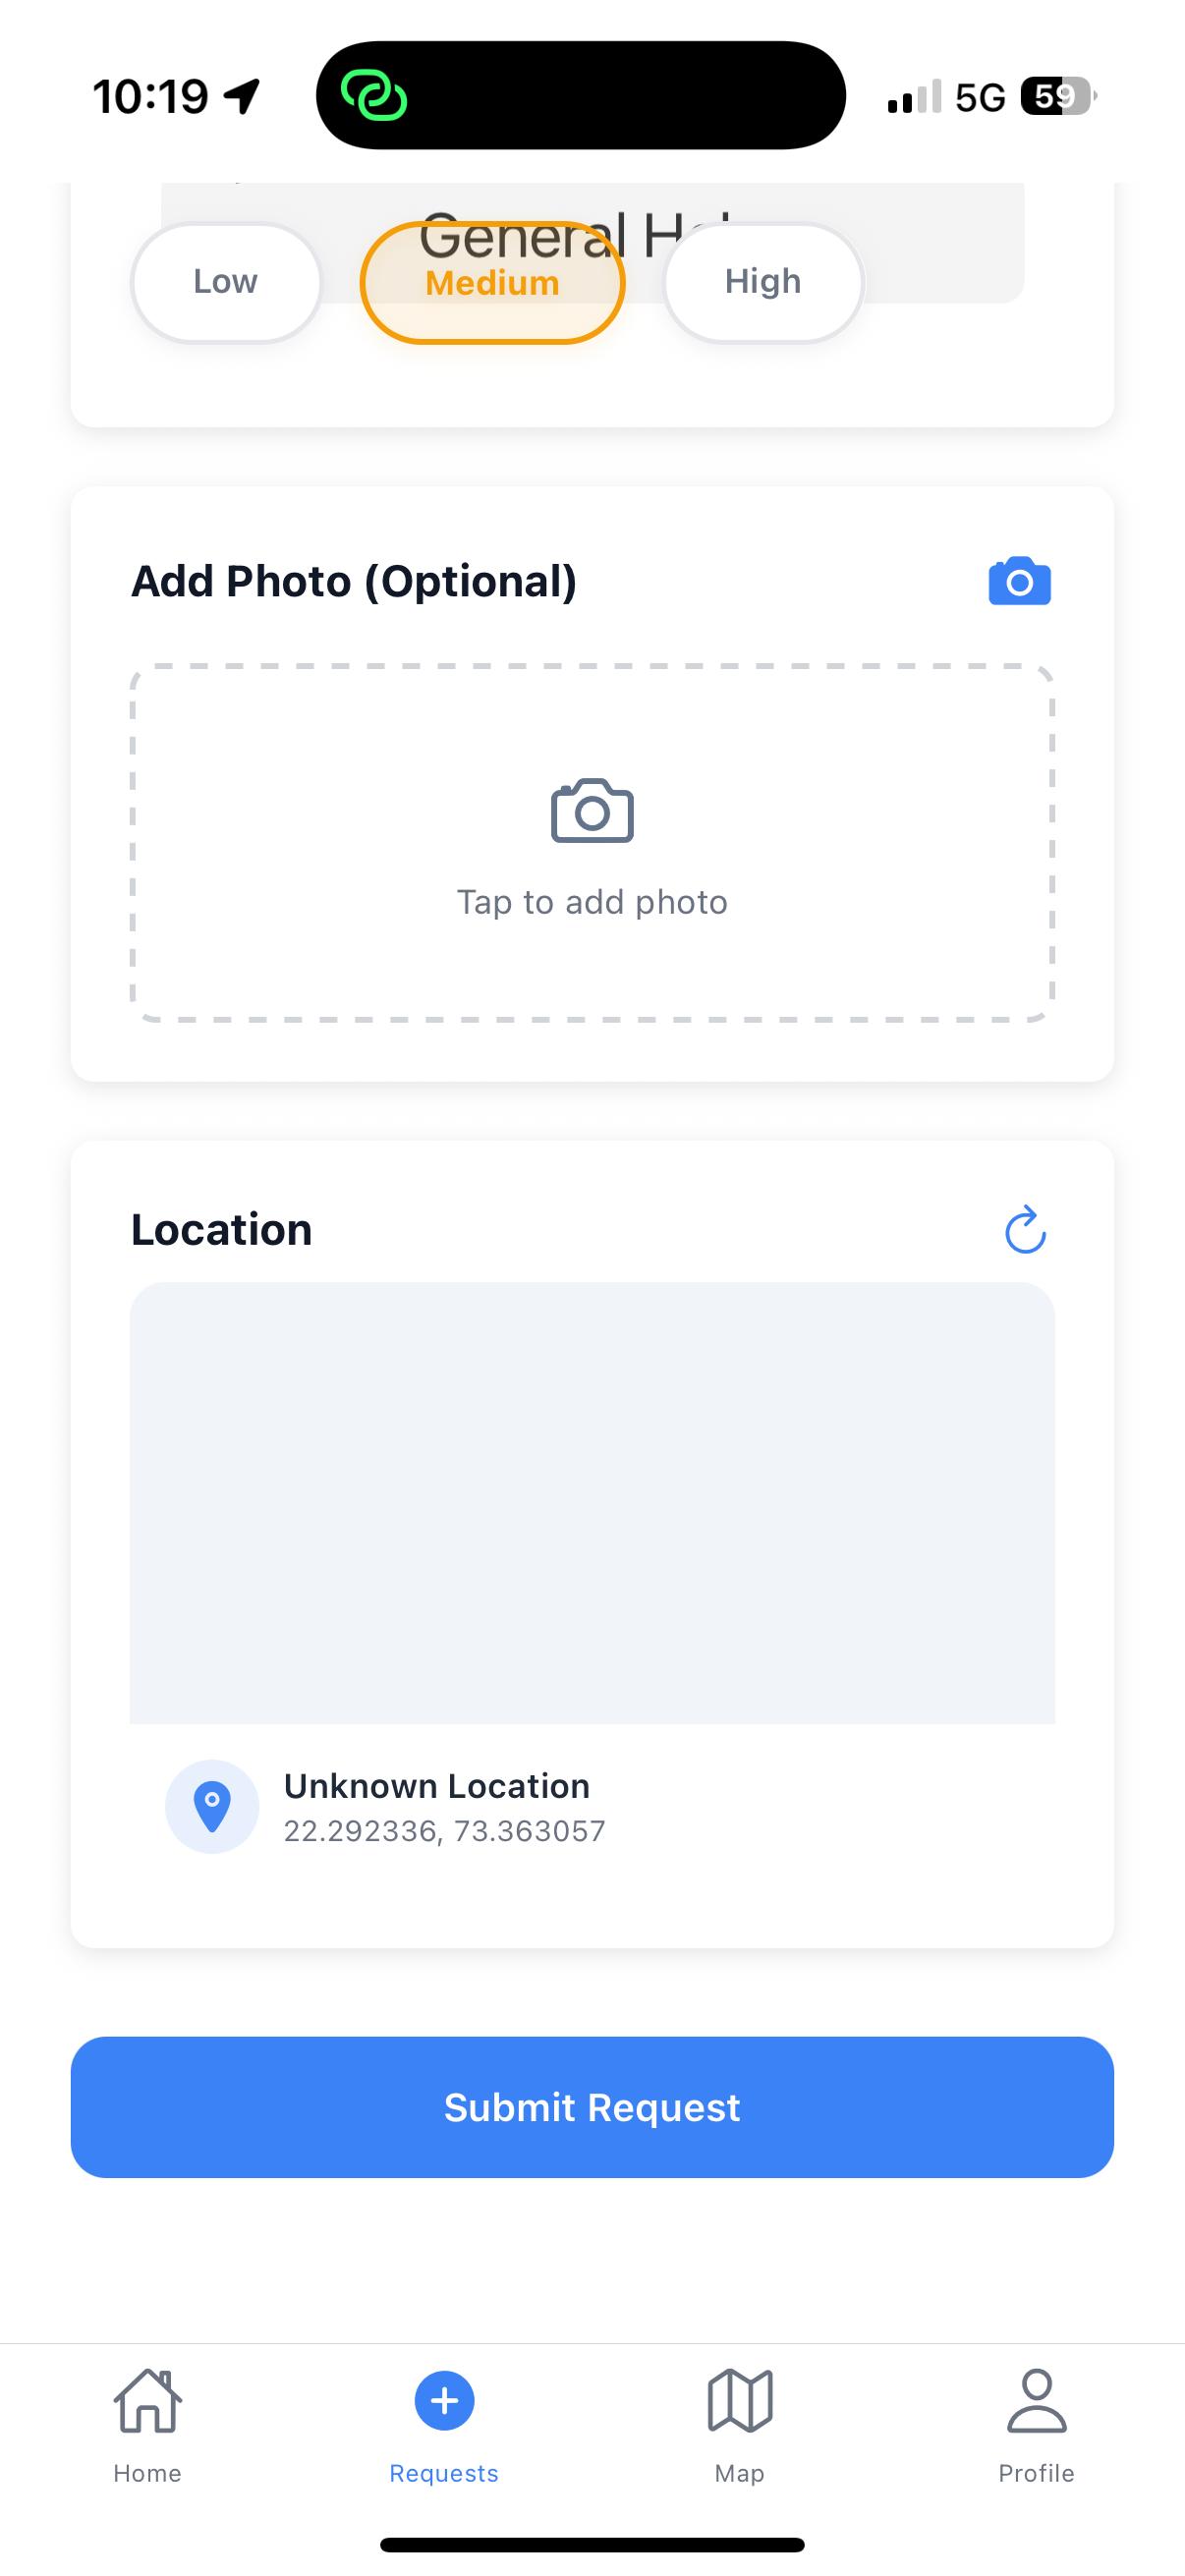 10:19
5G
59
General
Low
Medium
High
Add Photo (Optional)
Tap to add photo
Location
Unknown Location
22.292336, 73.363057
Submit Request
Home
Requests
Map
Profile